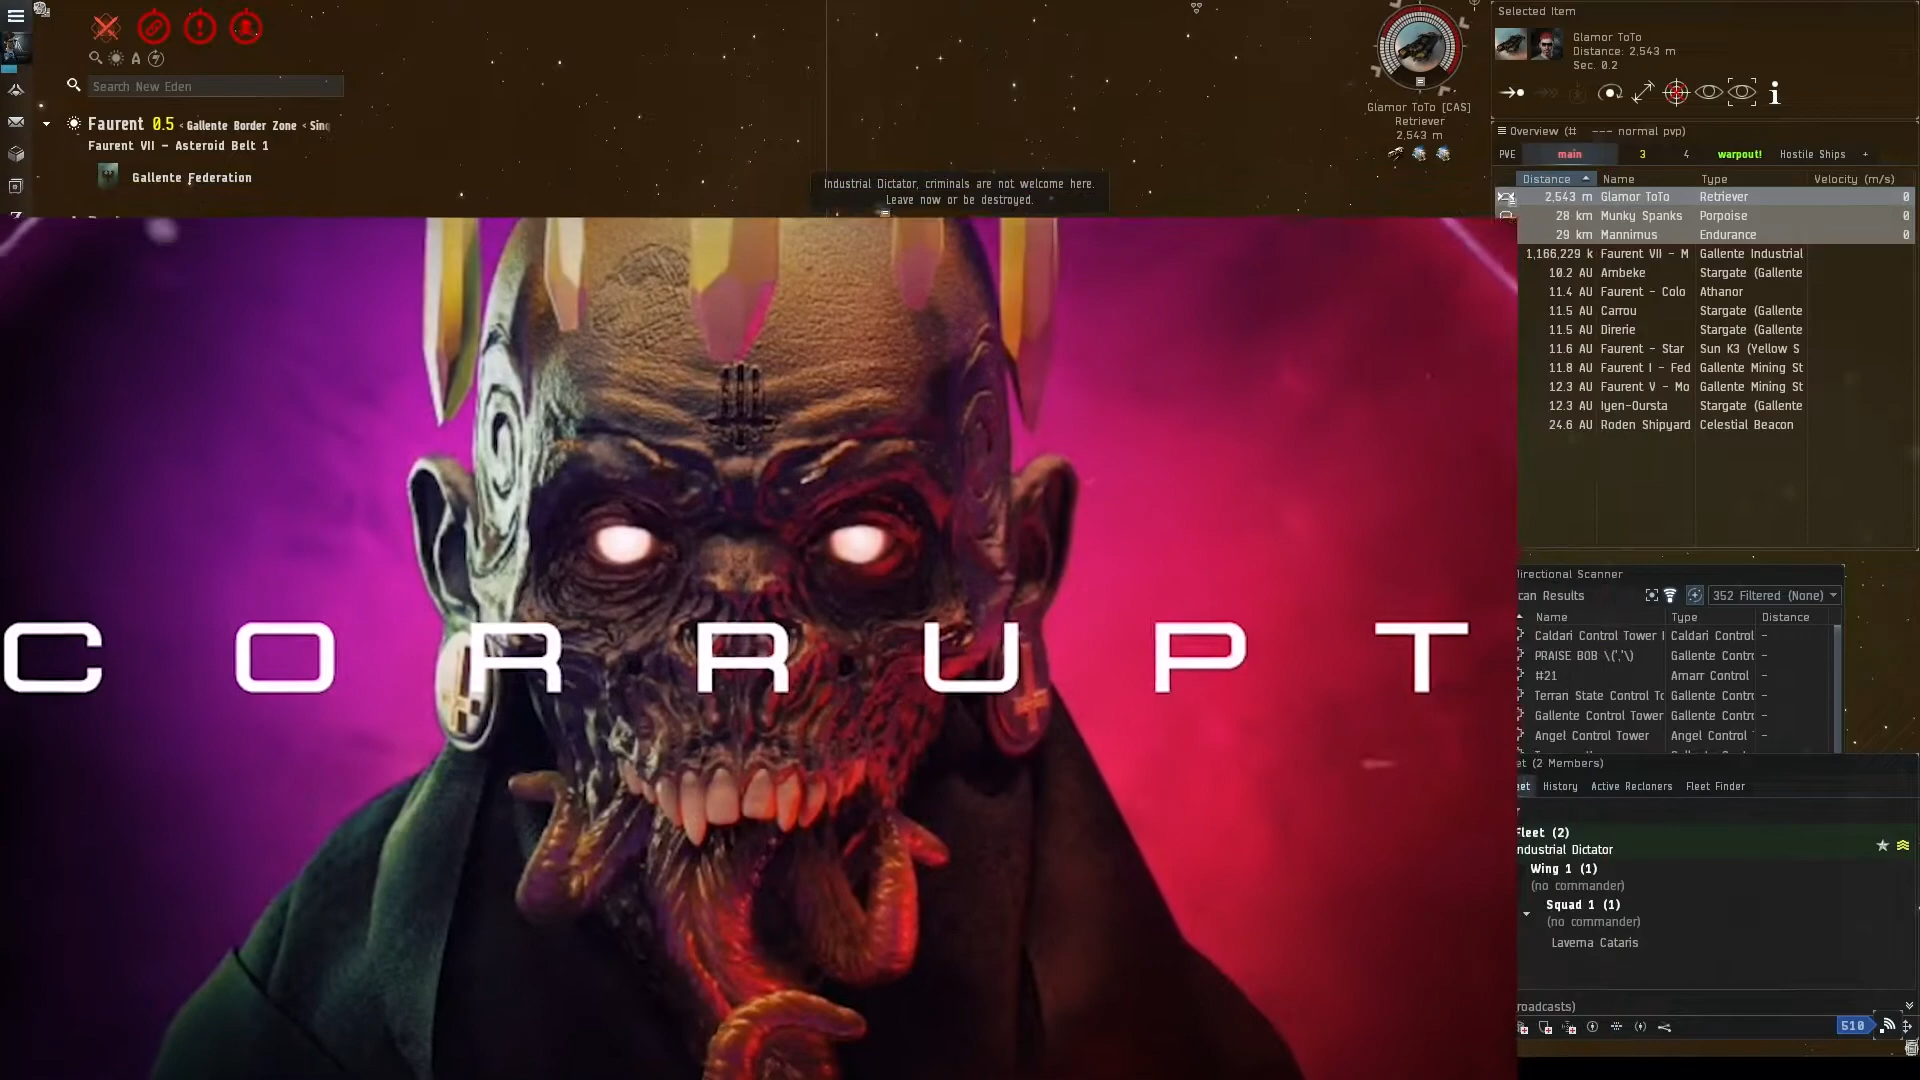 Search New Eden
Faurent 0.5 < Gallente Border Zone <
Faurent VII - Asteroid Belt 1
Gallente Federation
Industrial Dictator, criminals are not welcome here.
Leave now or be destroyed.
Glamor ToTo [CAS]
Retriever
2,543 m
Selected Item
Glamor ToTo
Distance: 2,543 m
Sec. 0.2
Overview (# --- normal pvp)
PVE main 3 4 warpout! Hostile Ships +
Distance Name Type Velocity (m/s)
2,543 m Glamor ToTo Retriever 0
28 km Munky Spanks Porpoise 0
29 km Mannimus Endurance 0
1,166,229 k Faurent VII - M Gallente Industrial
10.2 AU Ambeke Stargate (Gallente
11.4 AU Faurent - Colo Athanor
11.5 AU Carrou Stargate (Gallente
11.5 AU Direrie Stargate (Gallente
11.6 AU Faurent - Star Sun K3 (Yellow S
11.8 AU Faurent I - Fed Gallente Mining St
12.3 AU Faurent V - Mo Gallente Mining St
12.3 AU Iyen-Oursta Stargate (Gallente
24.6 AU Roden Shipyard Celestial Beacon
CORRUPT
irectional Scanner
can Results 352 Filtered (None)
Name Type Distance
Caldari Control Tower Caldari Control -
PRAISE BOB \('.'\) Gallente Contro -
#21 Amarr Control -
Terran State Control To Gallente Contro -
Gallente Control Tower Gallente Contro -
Angel Control Tower Angel Control -
et (2 Members)
eet History Active Recloners Fleet Finder
Fleet (2)
ndustrial Dictator
Wing 1 (1)
(no commander)
Squad 1 (1)
(no commander)
Laverna Cataris
roadcasts)
510